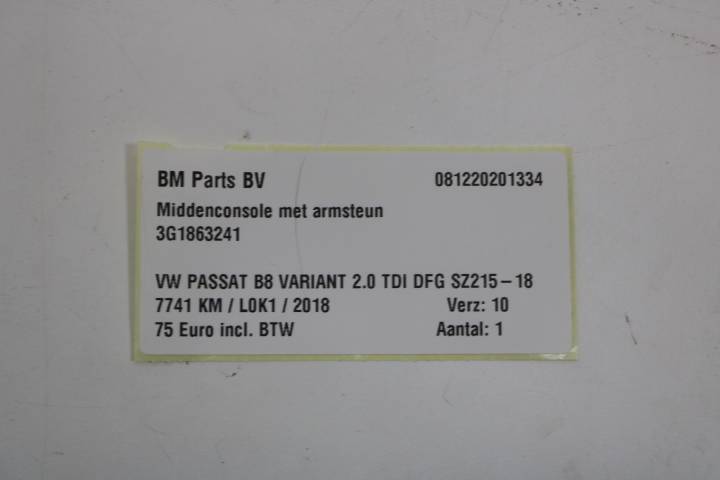 BM Parts BV 081220201334
Middenconsole met armsteun
3G1863241
VW PASSAT B8 VARIANT 2.0 TDI DFG SZ215-18
7741 KM / L0K1 / 2018 Verz: 10
75 Euro incl. BTW Aantal: 1